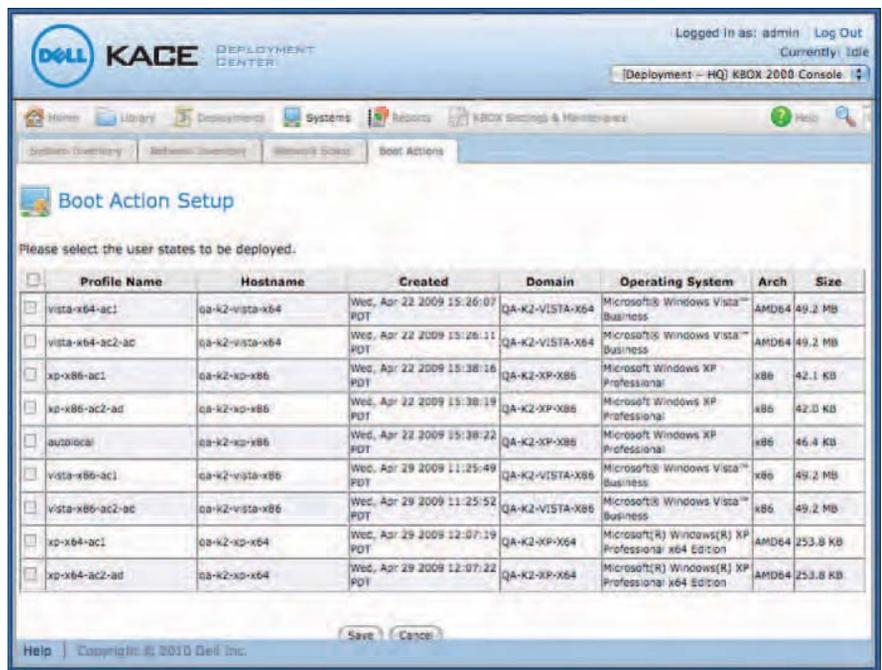 Logged in as: admin Log Out
DELL KACE DEPLOYMENT CENTER
Currently: Idle
[Deployment - HQ] KBOX 2000 Console
Home Library Deployments Systems Reports KBOX Settings & Maintenance Help
System Inventory Network Inventory Network Scans Boot Actions
Boot Action Setup
Please select the user states to be deployed.
Profile Name Hostname Created Domain Operating System Arch Size
vista-x64-ac1 qa-k2-vista-x64 Wed, Apr 22 2009 15:26:07 PDT QA-K2-VISTA-X64 Microsoft® Windows Vista™ Business AMD64 49.2 MB
vista-x64-ac2-ad qa-k2-vista-x64 Wed, Apr 22 2009 15:26:11 PDT QA-K2-VISTA-X64 Microsoft® Windows Vista™ Business AMD64 49.2 MB
xp-x86-ac1 qa-k2-xp-x86 Wed, Apr 22 2009 15:38:16 PDT QA-K2-XP-X86 Microsoft Windows XP Professional x86 42.1 KB
xp-x86-ac2-ad qa-k2-xp-x86 Wed, Apr 22 2009 15:38:19 PDT QA-K2-XP-X86 Microsoft Windows XP Professional x86 42.0 KB
autolocal qa-k2-xp-x86 Wed, Apr 22 2009 15:38:22 PDT QA-K2-XP-X86 Microsoft Windows XP Professional x86 46.4 KB
vista-x86-ac1 qa-k2-vista-x86 Wed, Apr 29 2009 11:25:49 PDT QA-K2-VISTA-X86 Microsoft® Windows Vista™ Business x86 49.2 MB
vista-x86-ac2-ad qa-k2-vista-x86 Wed, Apr 29 2009 11:25:52 PDT QA-K2-VISTA-X86 Microsoft® Windows Vista™ Business x86 49.2 MB
xp-x64-ac1 qa-k2-xp-x64 Wed, Apr 29 2009 12:07:19 PDT QA-K2-XP-X64 Microsoft(R) Windows(R) XP Professional x64 Edition AMD64 253.8 KB
xp-x64-ac2-ad qa-k2-xp-x64 Wed, Apr 29 2009 12:07:22 PDT QA-K2-XP-X64 Microsoft(R) Windows(R) XP Professional x64 Edition AMD64 253.8 KB
Save Cancel
Help Copyright © 2010 Dell Inc.